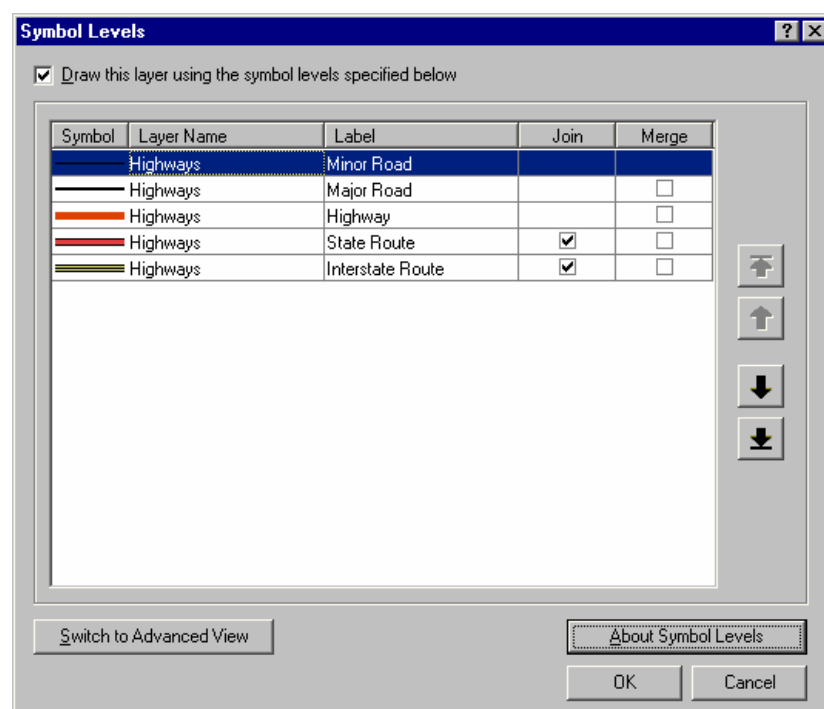 Symbol Levels
Draw this layer using the symbol levels specified below
Symbol Layer Name Label Join Merge
Highways Minor Road
Highways Major Road
Highways Highway
Highways State Route
Highways Interstate Route
Switch to Advanced View
About Symbol Levels
OK Cancel